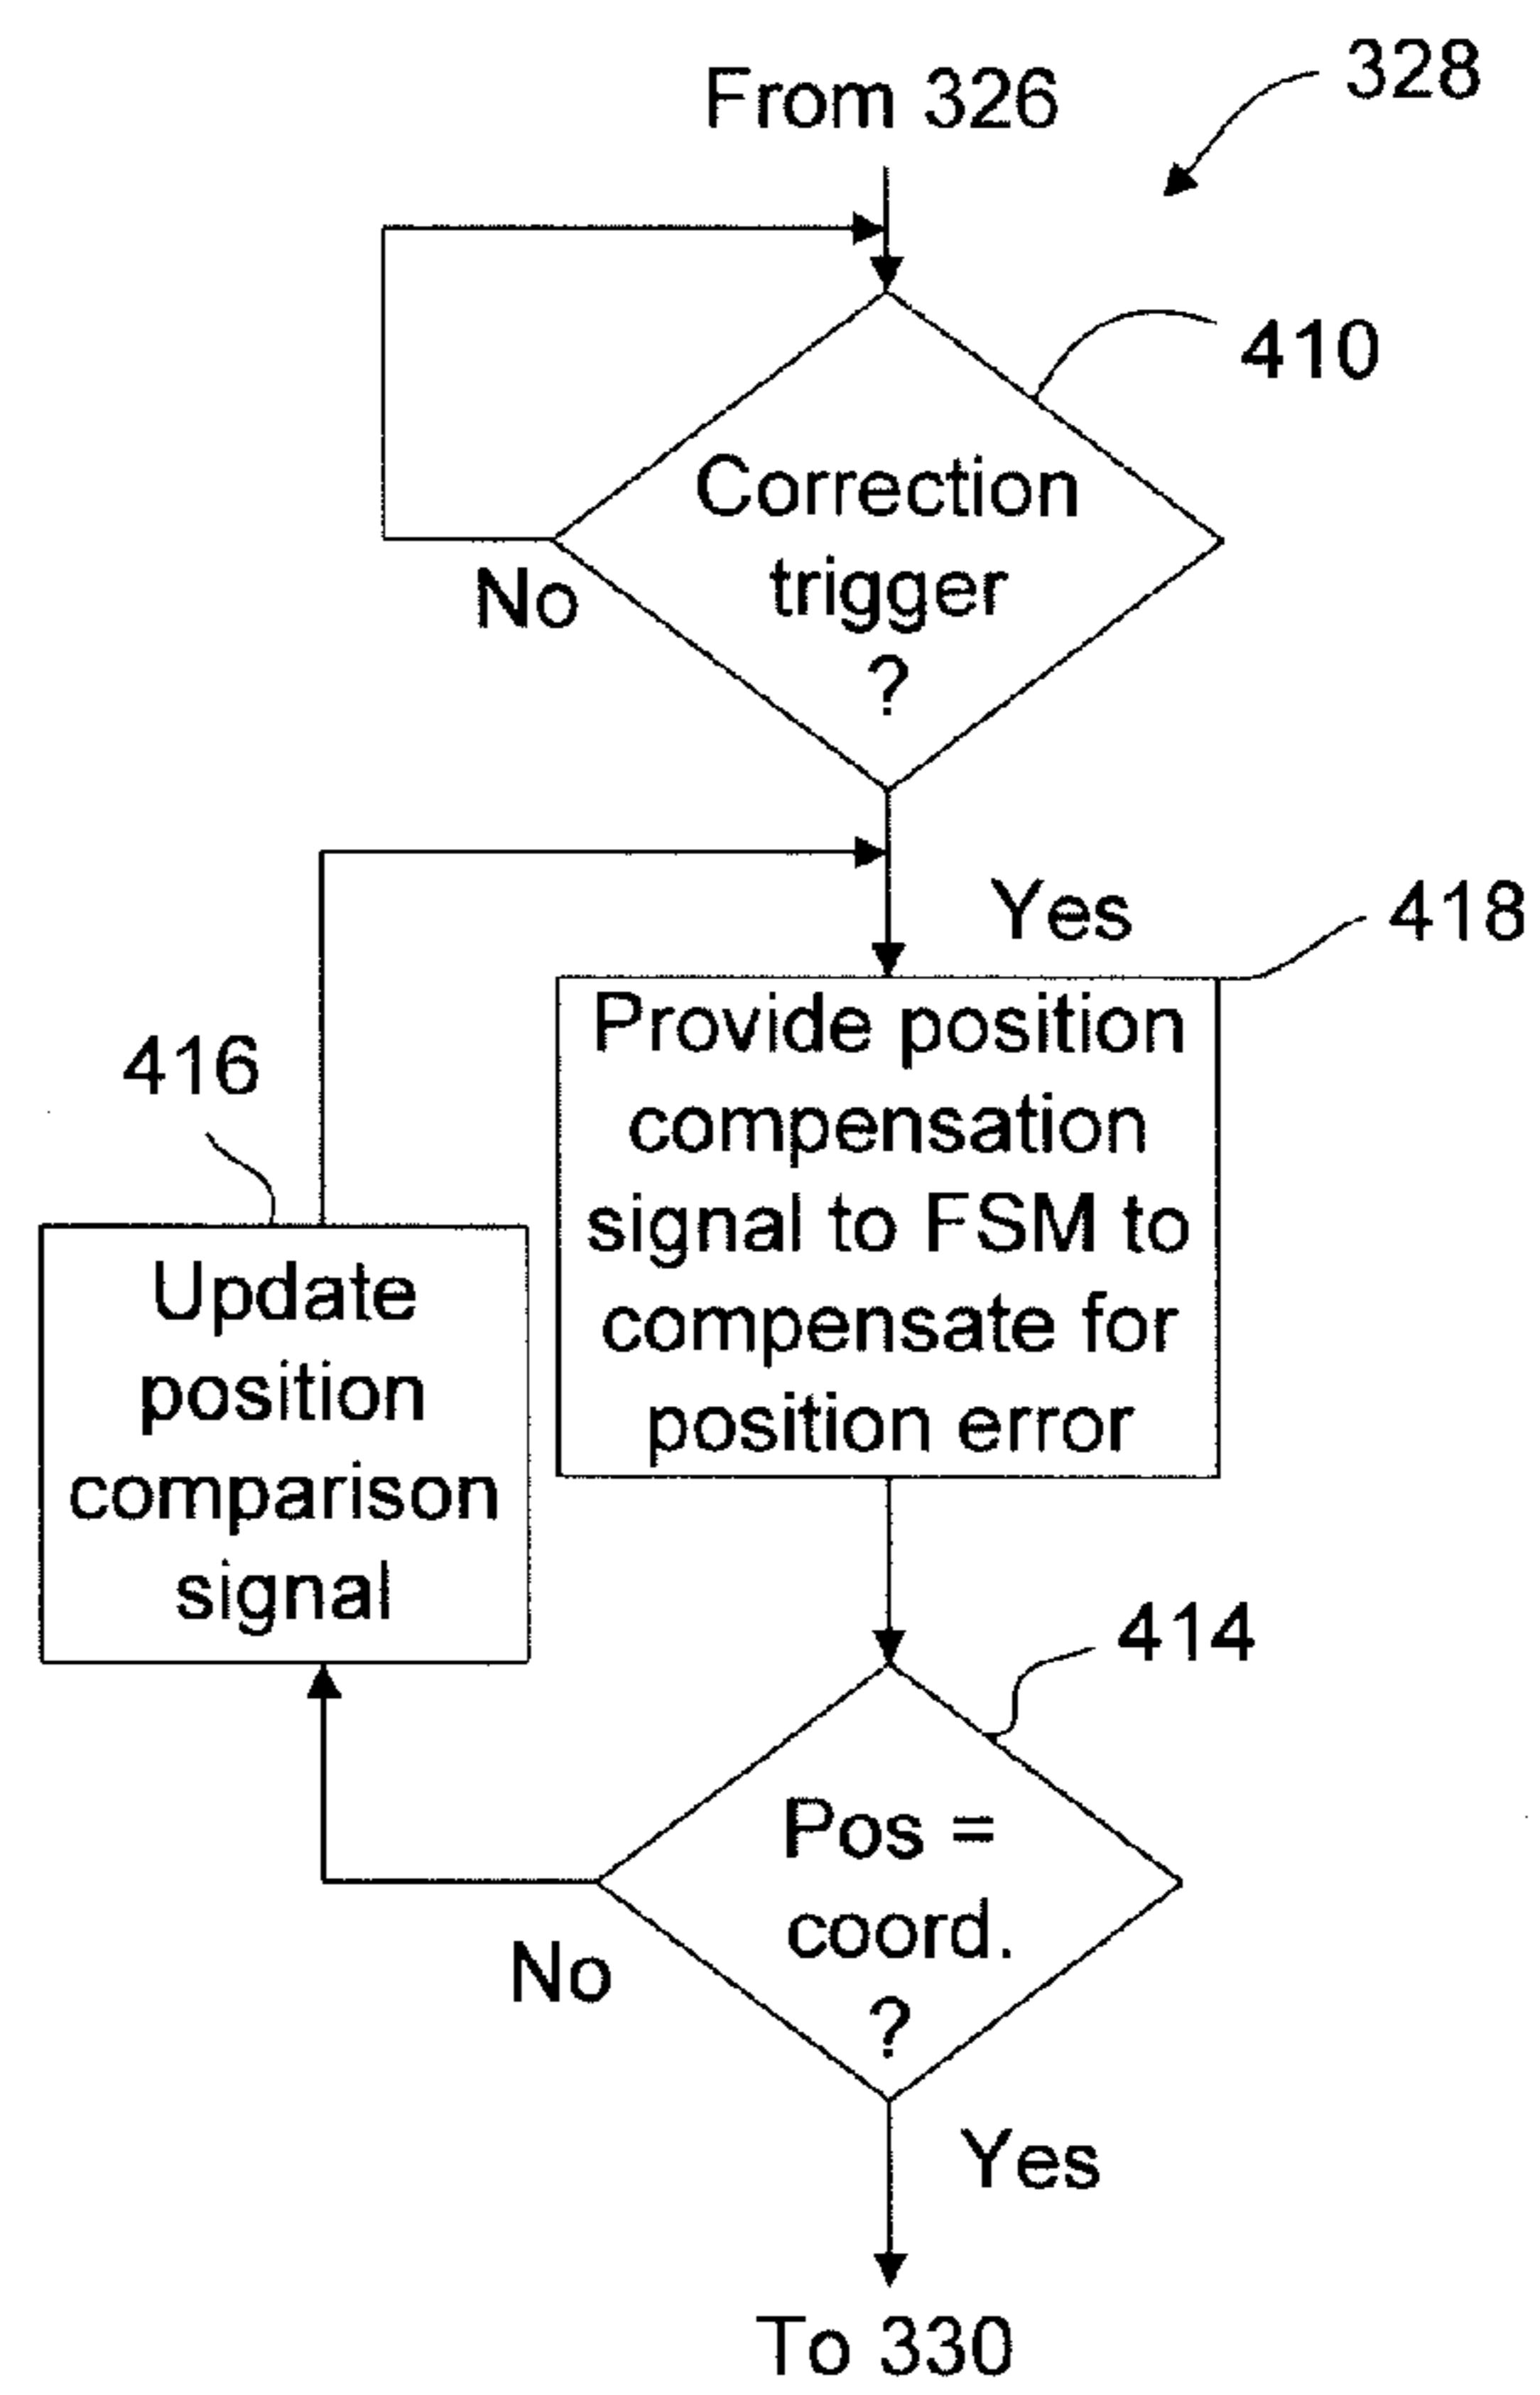 From 326
328
410
Correction
trigger
?
No
Yes
418
Provide position
compensation
signal to FSM to
compensate for
position error
416
Update
position
comparison
signal
414
Pos =
coord.
?
No
Yes
To 330